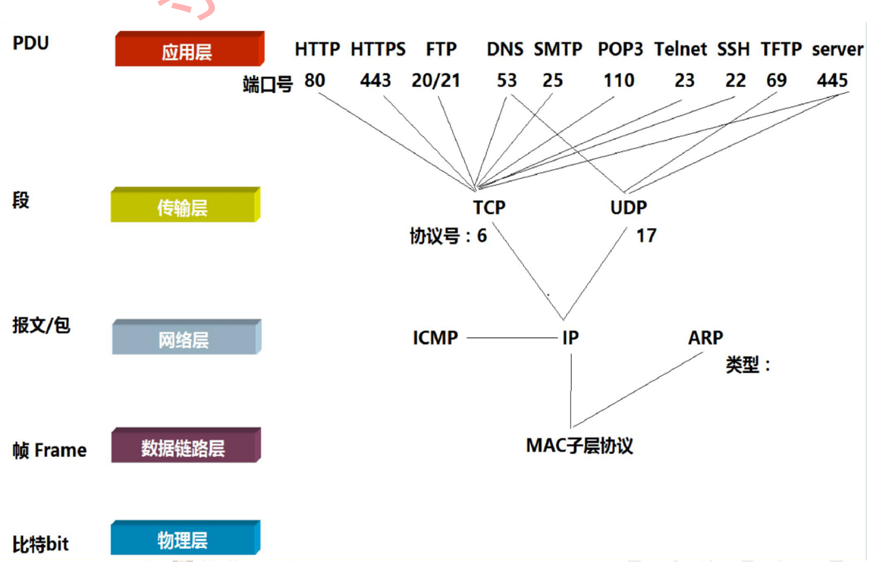 PDU
应用层
HTTP HTTPS FTP DNS SMTP POP3 Telnet SSH TFTP server
端口号 80 443 20/21 53 25 110 23 22 69 445
段
传输层
TCP UDP
协议号：6 17
报文/包
网络层
ICMP IP ARP
类型：
帧 Frame
数据链路层
MAC子层协议
比特bit
物理层